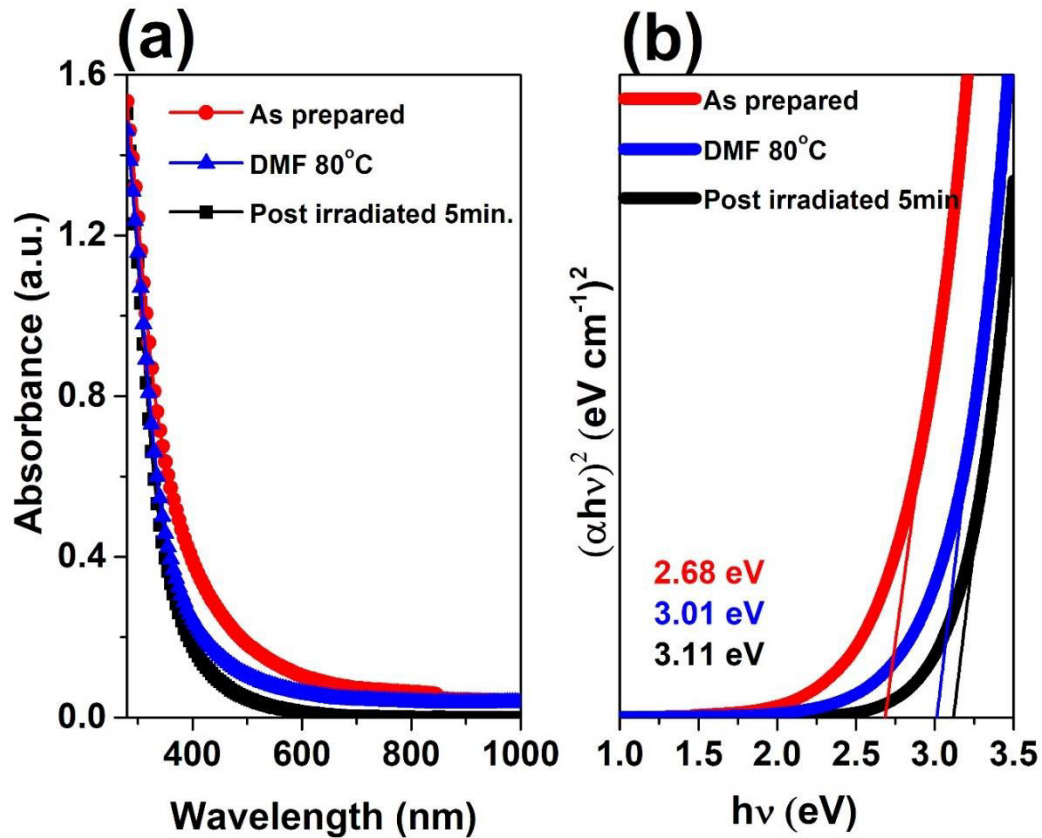 (a)
1.6
1.2
0.8
0.4
0.0
Absorbance (a.u.)
As prepared
DMF 80°C
Post irradiated 5min.
400
600
800
1000
Wavelength (nm)
(b)
As prepared
DMF 80°C
Post irradiated 5min
(αhν)² (eV cm⁻¹)²
2.68 eV
3.01 eV
3.11 eV
1.0
1.5
2.0
2.5
3.0
3.5
hν (eV)